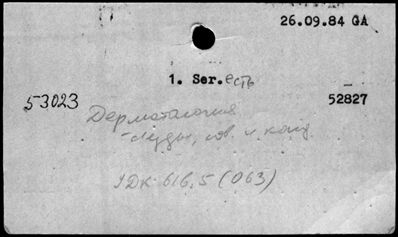 26.09.84 GA
1. Ser. есть
53023 52827
Дерматология
УДК 616.5 (063)